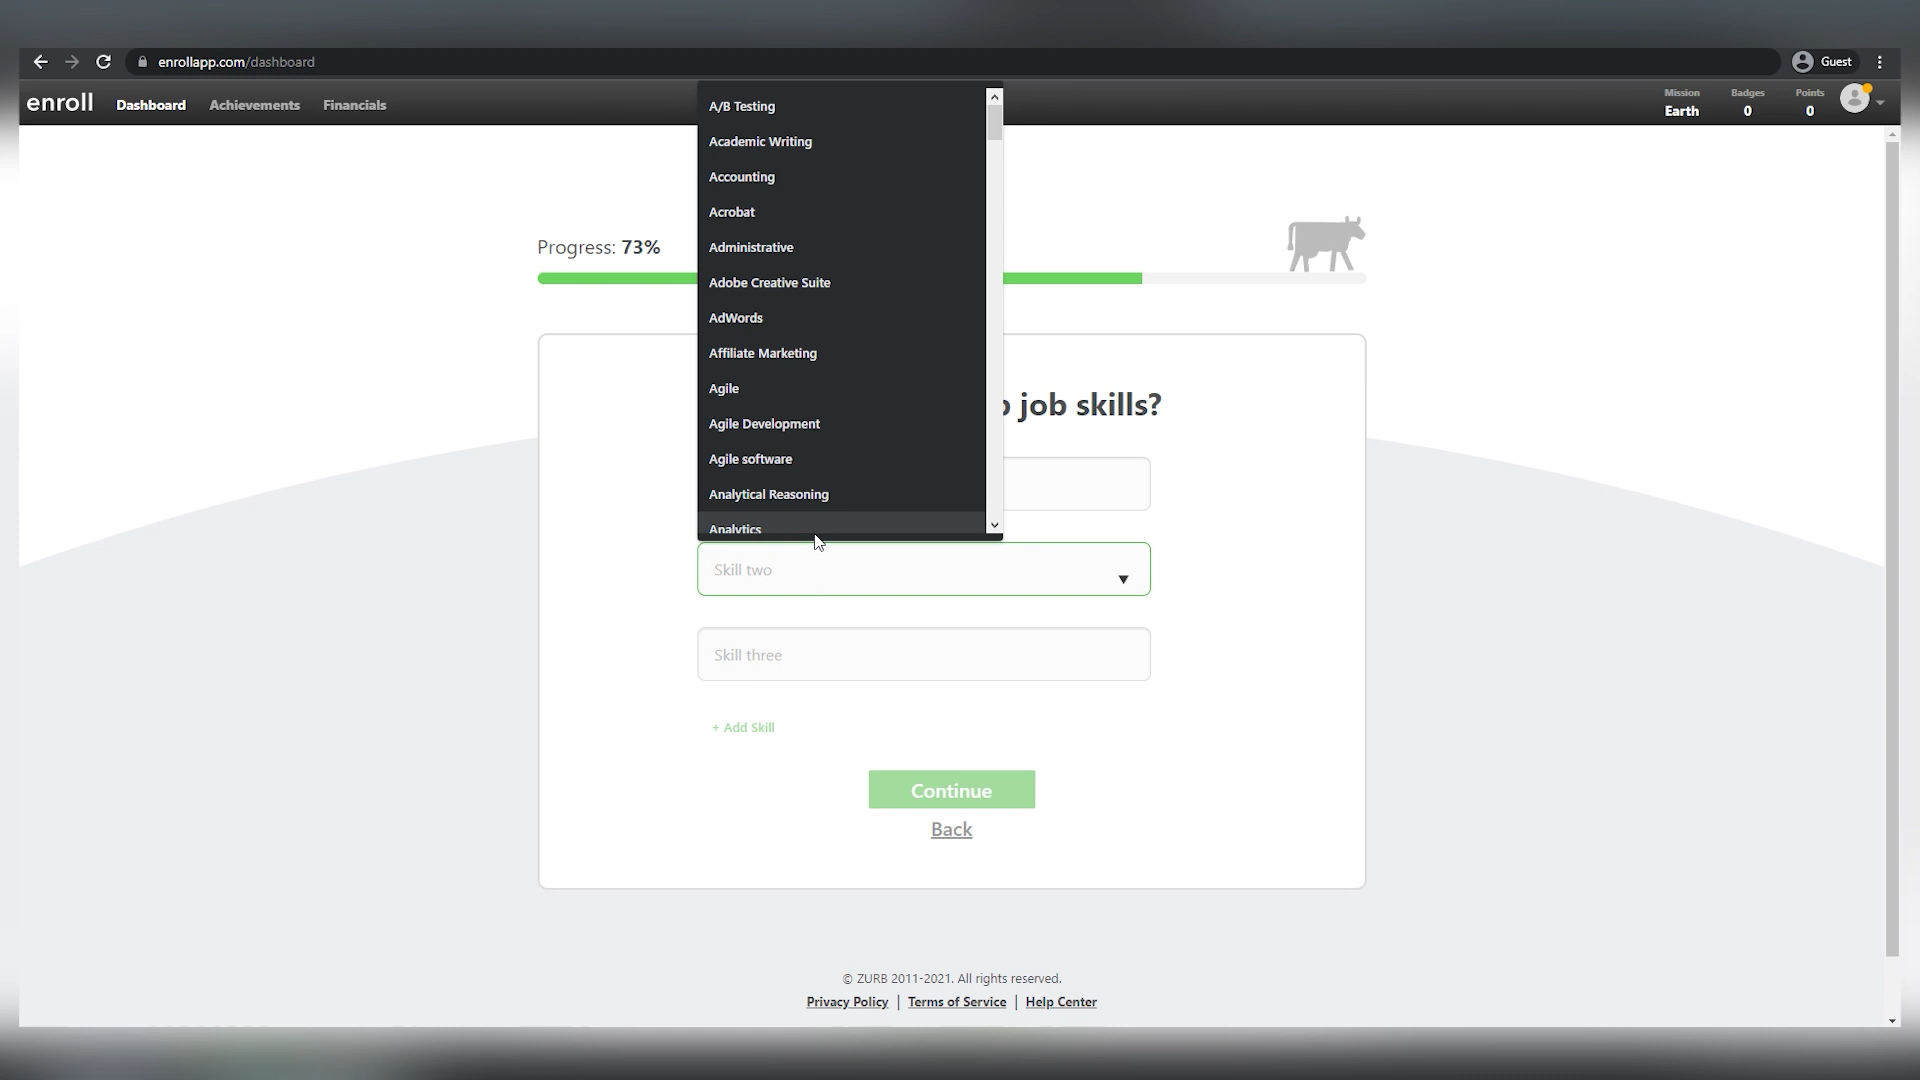 enrollapp.com/dashboard
Guest
enroll
Dashboard
Achievements
Financials
Mission
Earth
Badges
0
Points
0
Progress: 73%
A/B Testing
Academic Writing
Accounting
Acrobat
Administrative
Adobe Creative Suite
AdWords
Affiliate Marketing
Agile
Agile Development
Agile software
Analytical Reasoning
Analytics
job skills?
Skill two
Skill three
+ Add Skill
Continue
Back
© ZURB 2011-2021. All rights reserved.
Privacy Policy | Terms of Service | Help Center